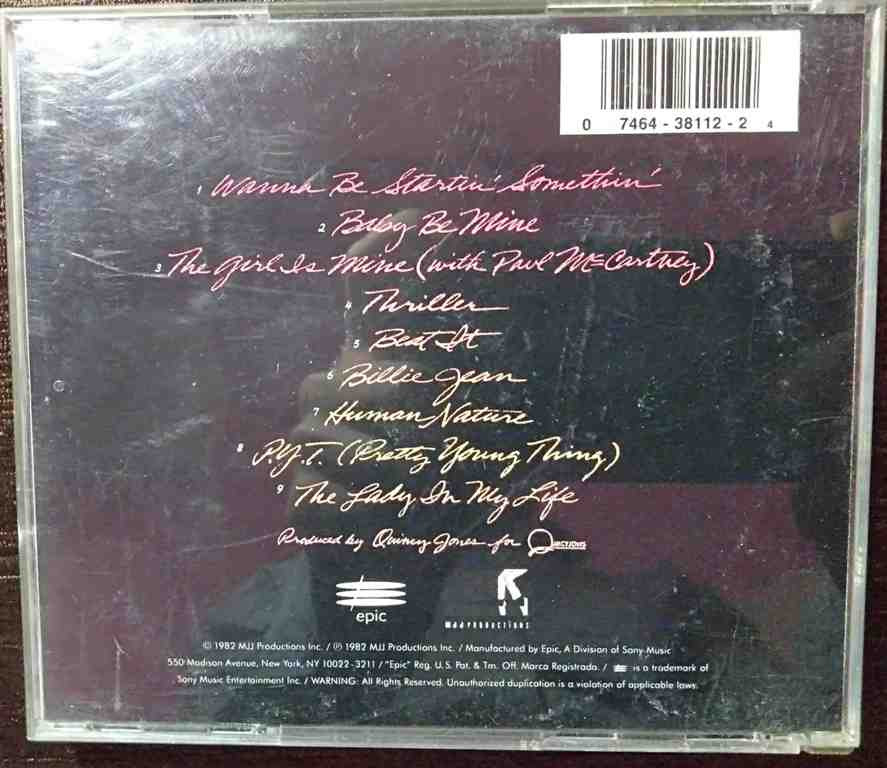 0 7464-38112-2 4
1 Wanna Be Startin' Somethin'
2 Baby Be Mine
3 The Girl Is Mine (with Paul McCartney)
4 Thriller
5 Beat It
6 Billie Jean
7 Human Nature
8 P.Y.T. (Pretty Young Thing)
9 The Lady In My Life
Produced by Quincy Jones for Qwest Productions
epic
MJJ PRODUCTIONS
© 1982 MJJ Productions Inc. / ℗ 1982 MJJ Productions Inc. / Manufactured by Epic, A Division of Sony Music
550 Madison Avenue, New York, NY 10022-3211 / "Epic" Reg. U.S. Pat. & Tm. Off. Marca Registrada. / is a trademark of
Sony Music Entertainment Inc. / WARNING: All Rights Reserved. Unauthorized duplication is a violation of applicable laws.